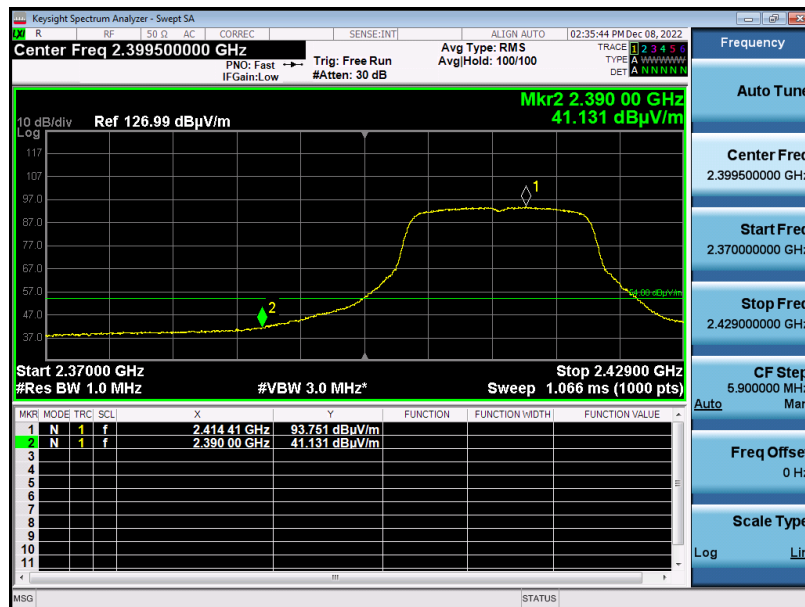 Keysight Spectrum Analyzer - Swept SA
LXI R RF 50 Ω AC CORREC SENSE:INT ALIGN AUTO 02:35:44 PM Dec 08, 2022
Center Freq 2.399500000 GHz
PNO: Fast
IFGain:Low
Trig: Free Run
#Atten: 30 dB
Avg Type: RMS
Avg|Hold: 100/100
TRACE 1 2 3 4 5 6
TYPE A W W W W W
DET A N N N N N
Mkr2 2.390 00 GHz
41.131 dBµV/m
10 dB/div
Log
Ref 126.99 dBµV/m
117
107
97.0
87.0
77.0
67.0
57.0
47.0
37.0
1
2
54.00 dBµV/m
Start 2.37000 GHz Stop 2.42900 GHz
#Res BW 1.0 MHz #VBW 3.0 MHz* Sweep 1.066 ms (1000 pts)
MKR MODE TRC SCL X Y FUNCTION FUNCTION WIDTH FUNCTION VALUE
1 N 1 f 2.414 41 GHz 93.751 dBµV/m
2 N 1 f 2.390 00 GHz 41.131 dBµV/m
3
4
5
6
7
8
9
10
11
MSG STATUS
Frequency
Auto Tune
Center Freq
2.399500000 GHz
Start Freq
2.370000000 GHz
Stop Freq
2.429000000 GHz
CF Step
5.900000 MHz
Auto Man
Freq Offset
0 Hz
Scale Type
Log Lin